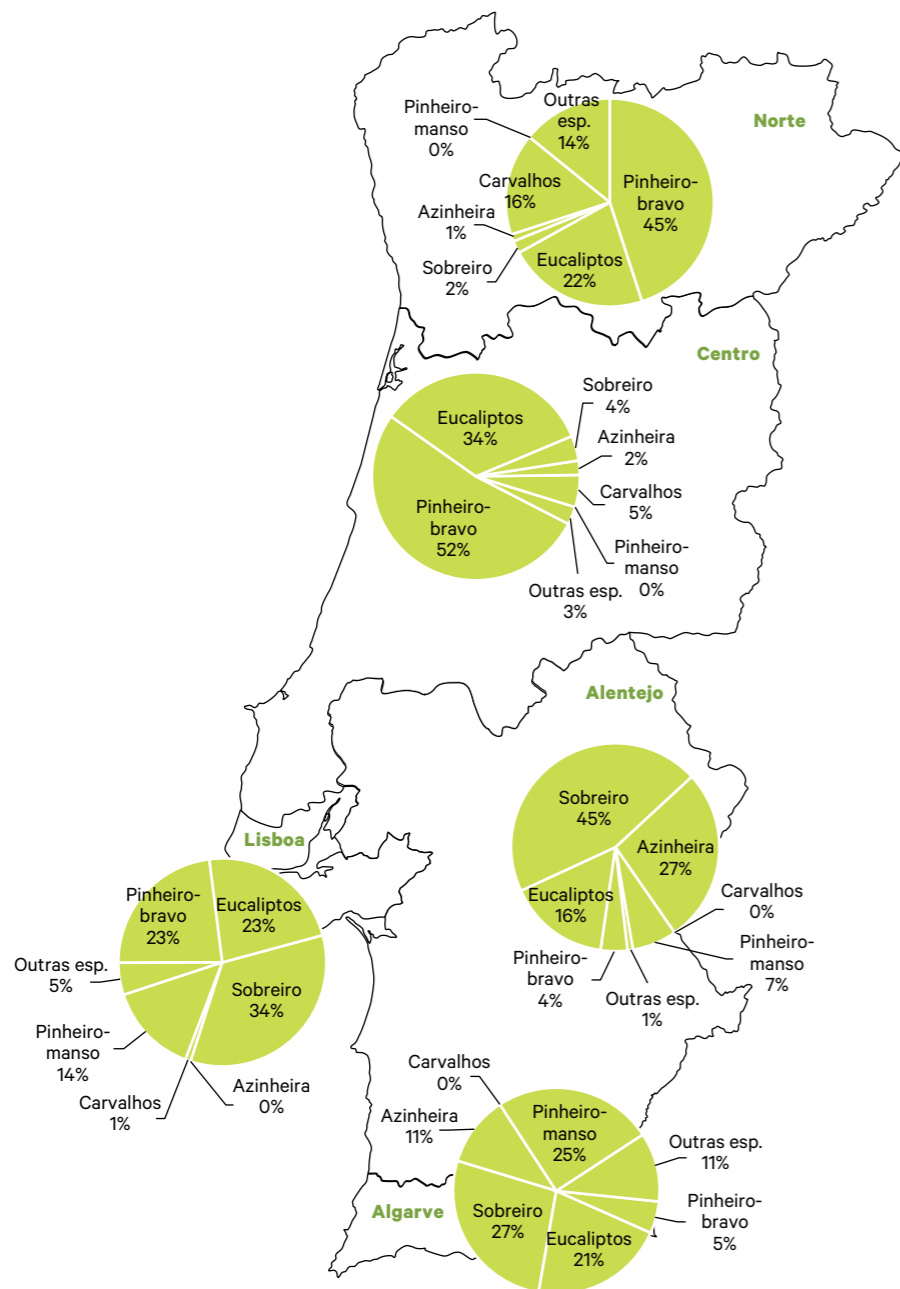 Norte
Pinheiro-
manso
0%
Outras
esp.
14%
Carvalhos
16%
Pinheiro-
bravo
45%
Azinheira
1%
Sobreiro
2%
Eucaliptos
22%
Centro
Eucaliptos
34%
Sobreiro
4%
Azinheira
2%
Carvalhos
5%
Pinheiro-
bravo
52%
Pinheiro-
manso
0%
Outras esp.
3%
Alentejo
Sobreiro
45%
Azinheira
27%
Eucaliptos
16%
Carvalhos
0%
Pinheiro-
manso
7%
Pinheiro-
bravo
4%
Outras esp.
1%
Lisboa
Pinheiro-
bravo
23%
Eucaliptos
23%
Outras esp.
5%
Sobreiro
34%
Pinheiro-
manso
14%
Carvalhos
1%
Azinheira
0%
Algarve
Carvalhos
0%
Azinheira
11%
Pinheiro-
manso
25%
Outras esp.
11%
Pinheiro-
bravo
5%
Sobreiro
27%
Eucaliptos
21%